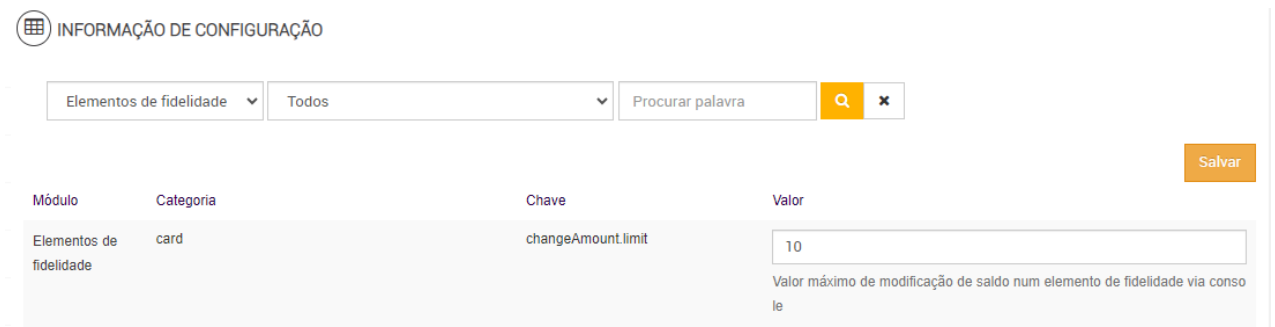 INFORMAÇÃO DE CONFIGURAÇÃO
Elementos de fidelidade Todos Procurar palavra
Salvar
Módulo Categoria Chave Valor
Elementos de card changeAmount.limit 10
fidelidade
Valor máximo de modificação de saldo num elemento de fidelidade via conso
le